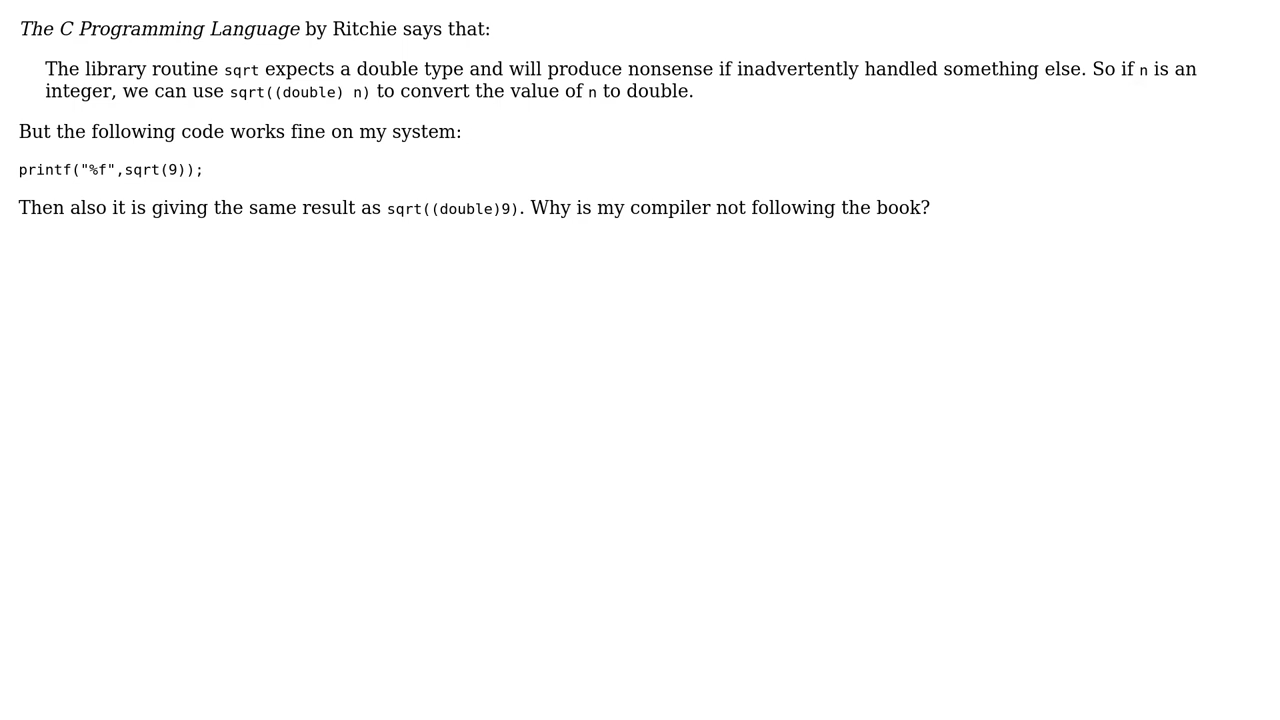 The C Programming Language by Ritchie says that:
The library routine sqrt expects a double type and will produce nonsense if inadvertently handled something else. So if n is an
integer, we can use sqrt((double) n) to convert the value of n to double.
But the following code works fine on my system:
printf("%f",sqrt(9));
Then also it is giving the same result as sqrt((double)9). Why is my compiler not following the book?